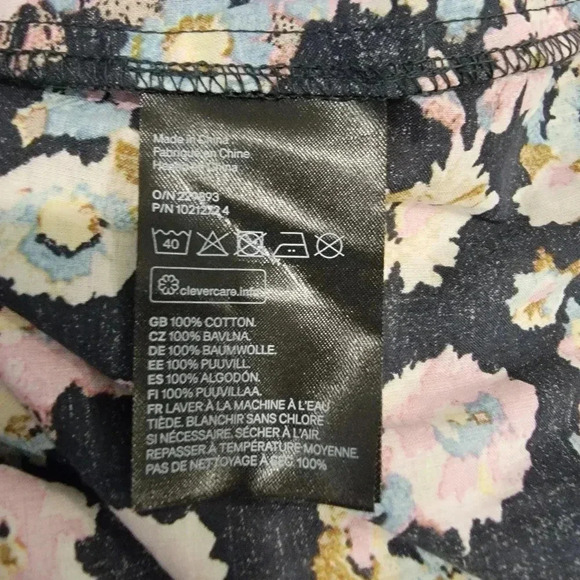 Made in China
Fabriqué en Chine
China
O/N
P/N
40
clevercare.info
GB 100% COTTON.
CZ 100% BAVLNA.
DE 100% BAUMWOLLE.
EE 100% PUUVILL.
ES 100% ALGODÓN.
FI 100% PUUVILLAA.
FR LAVER À LA MACHINE À L'EAU
TIÈDE. BLANCHIR SANS CHLORE
SI NÉCESSAIRE. SÉCHER À L'AIR.
REPASSER À TEMPÉRATURE MOYENNE.
PAS DE NETTOYAGE À SEC 100%